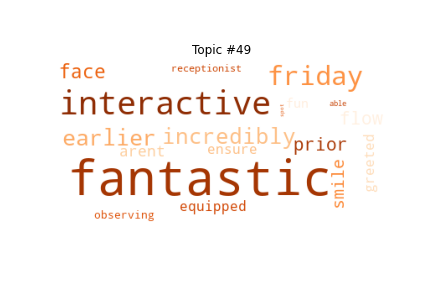 Topic #49
face
receptionist
friday
interactive
fun
able
flow
earlier
incredibly
prior
arent
ensure
greeted
fantastic
smile
equipped
observing